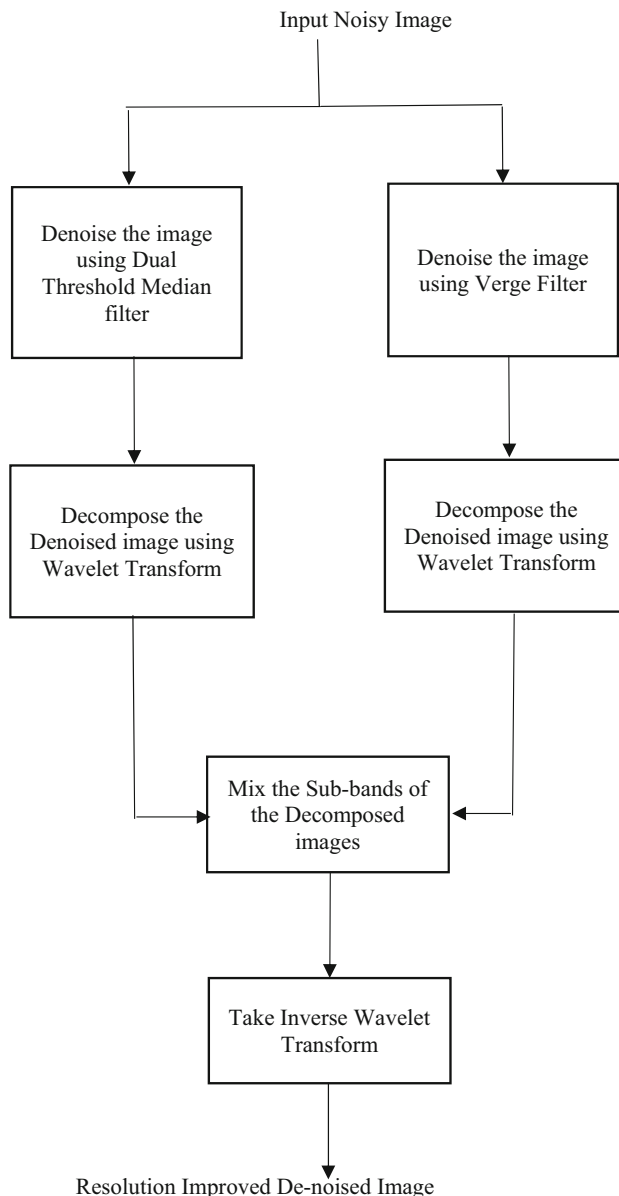 Input Noisy Image
Denoise the image
using Dual
Threshold Median
filter
Denoise the image
using Verge Filter
Decompose the
Denoised image using
Wavelet Transform
Decompose the
Denoised image using
Wavelet Transform
Mix the Sub-bands of
the Decomposed
images
Take Inverse Wavelet
Transform
Resolution Improved De-noised Image